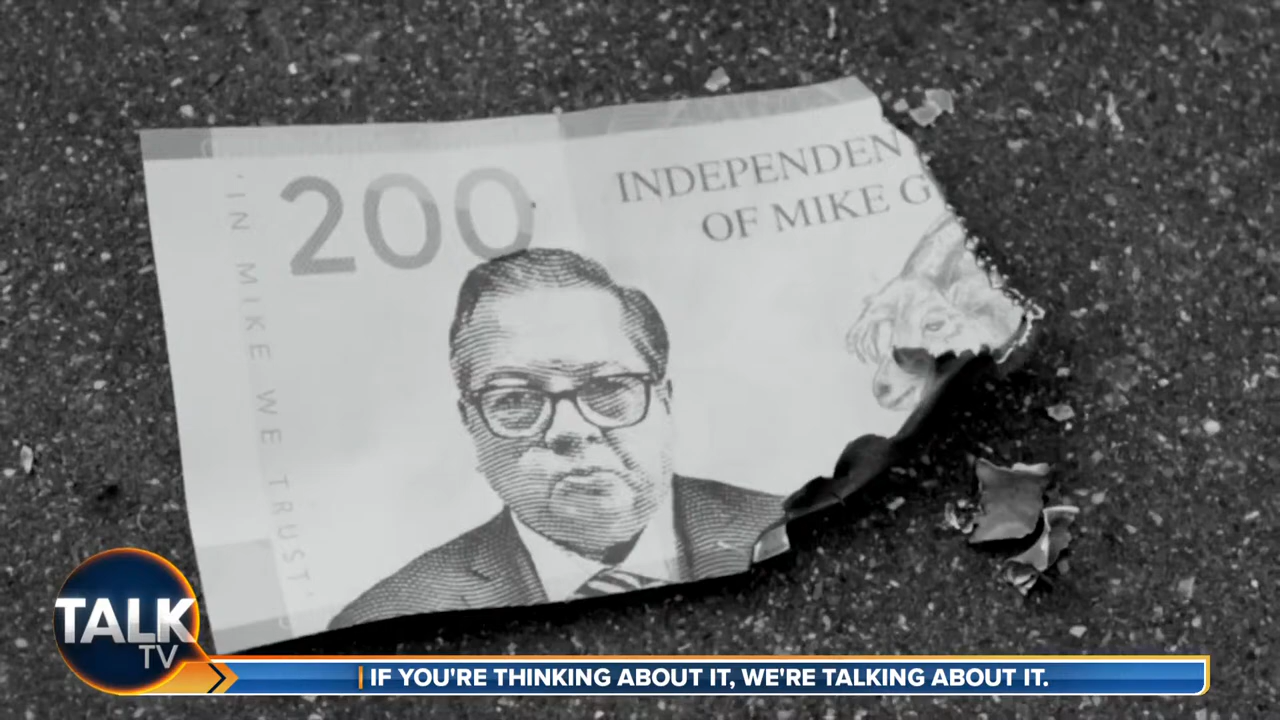 200
INDEPENDEN
OF MIKE G
'IN MIKE WE TRUST'
TALK
TV
IF YOU'RE THINKING ABOUT IT, WE'RE TALKING ABOUT IT.